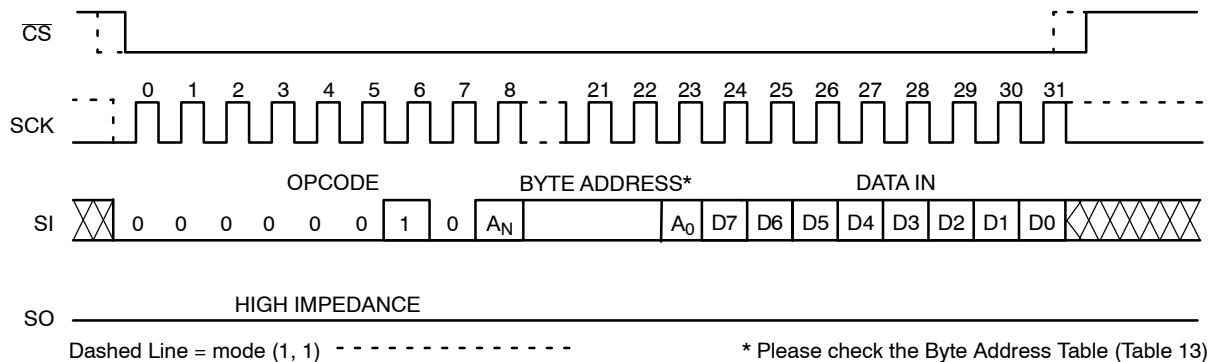 CS
0 1 2 3 4 5 6 7 8 21 22 23 24 25 26 27 28 29 30 31
SCK
OPCODE BYTE ADDRESS* DATA IN
SI 0 0 0 0 0 0 1 0 AN A0 D7 D6 D5 D4 D3 D2 D1 D0
HIGH IMPEDANCE
SO
Dashed Line = mode (1, 1) * Please check the Byte Address Table (Table 13)